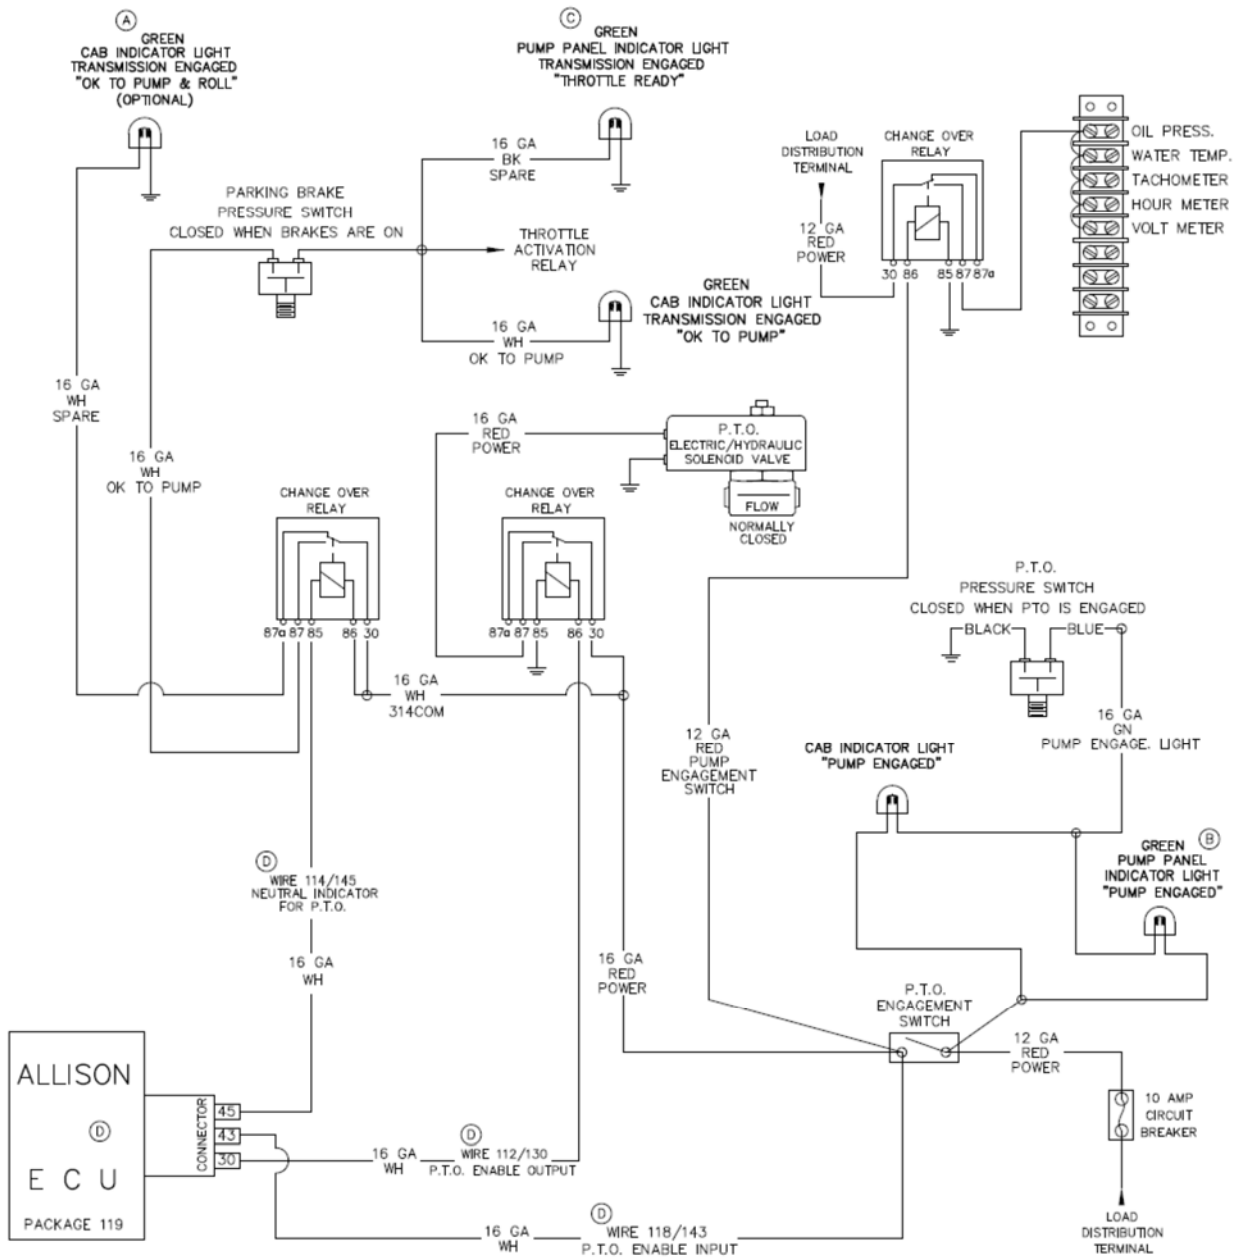 A
GREEN
CAB INDICATOR LIGHT
TRANSMISSION ENGAGED
"OK TO PUMP & ROLL"
(OPTIONAL)
C
GREEN
PUMP PANEL INDICATOR LIGHT
TRANSMISSION ENGAGED
"THROTTLE READY"
16 GA
BK
SPARE
LOAD
DISTRIBUTION
TERMINAL
CHANGE OVER
RELAY
OIL PRESS.
WATER TEMP.
TACHOMETER
HOUR METER
VOLT METER
PARKING BRAKE
PRESSURE SWITCH
CLOSED WHEN BRAKES ARE ON
THROTTLE
ACTIVATION
RELAY
12 GA
RED
POWER
30 86 85 87 87a
GREEN
CAB INDICATOR LIGHT
TRANSMISSION ENGAGED
"OK TO PUMP"
16 GA
WH
OK TO PUMP
16 GA
WH
SPARE
16 GA
WH
OK TO PUMP
16 GA
RED
POWER
P.T.O.
ELECTRIC/HYDRAULIC
SOLENOID VALVE
FLOW
NORMALLY
CLOSED
CHANGE OVER
RELAY
87a 87 85 86 30
CHANGE OVER
RELAY
87a 87 85 86 30
P.T.O.
PRESSURE SWITCH
CLOSED WHEN PTO IS ENGAGED
BLACK
BLUE
16 GA
WH
314COM
12 GA
RED
PUMP
ENGAGEMENT
SWITCH
16 GA
GN
PUMP ENGAGE. LIGHT
CAB INDICATOR LIGHT
"PUMP ENGAGED"
B
GREEN
PUMP PANEL
INDICATOR LIGHT
"PUMP ENGAGED"
D
WIRE 114/145
NEUTRAL INDICATOR
FOR P.T.O.
16 GA
WH
16 GA
RED
POWER
P.T.O.
ENGAGEMENT
SWITCH
12 GA
RED
POWER
10 AMP
CIRCUIT
BREAKER
LOAD
DISTRIBUTION
TERMINAL
ALLISON
D
E C U
PACKAGE 119
CONNECTOR
45
43
30
16 GA
WH
D
WIRE 112/130
P.T.O. ENABLE OUTPUT
16 GA
WH
D
WIRE 118/143
P.T.O. ENABLE INPUT